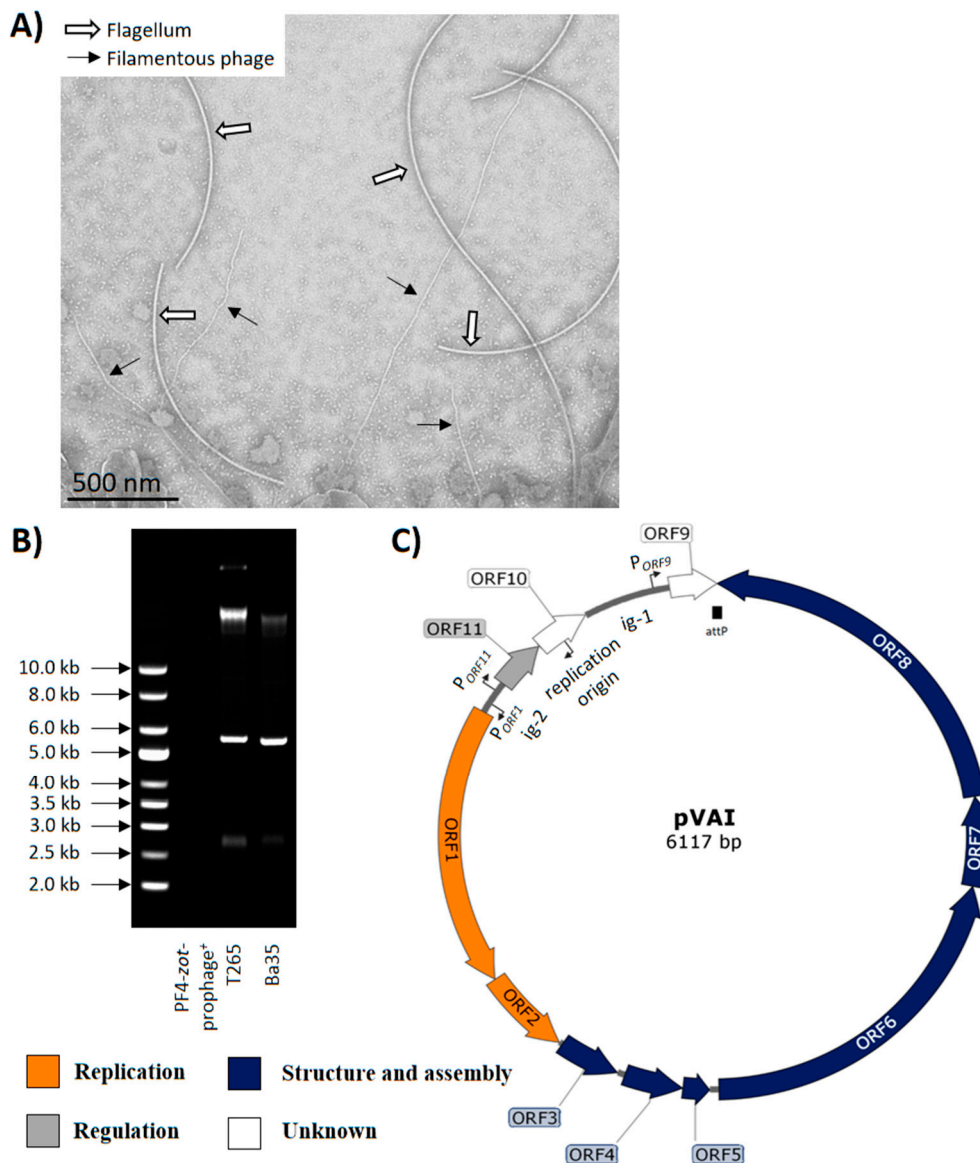 A)
Flagellum
Filamentous phage
500 nm
B)
10.0 kb
8.0 kb
6.0 kb
5.0 kb
4.0 kb
3.5 kb
3.0 kb
2.5 kb
2.0 kb
PF4-zot-
prophage+
T265
Ba35
C)
ORF9
PORF9
ORF10
ig-1
attP
ORF11
replication
origin
PORF11
PORF1
ig-2
ORF8
ORF1
pVAI
6117 bp
ORF7
ORF2
ORF6
ORF3
ORF4
ORF5
Replication
Structure and assembly
Regulation
Unknown